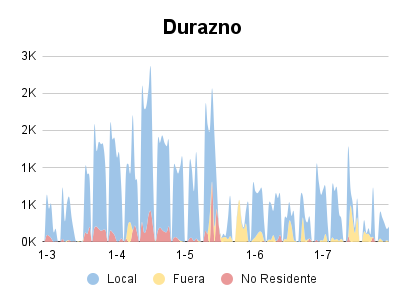 Durazno
3K
2K
2K
1K
1K
0K
1-3 1-4 1-5 1-6 1-7
Local Fuera No Residente